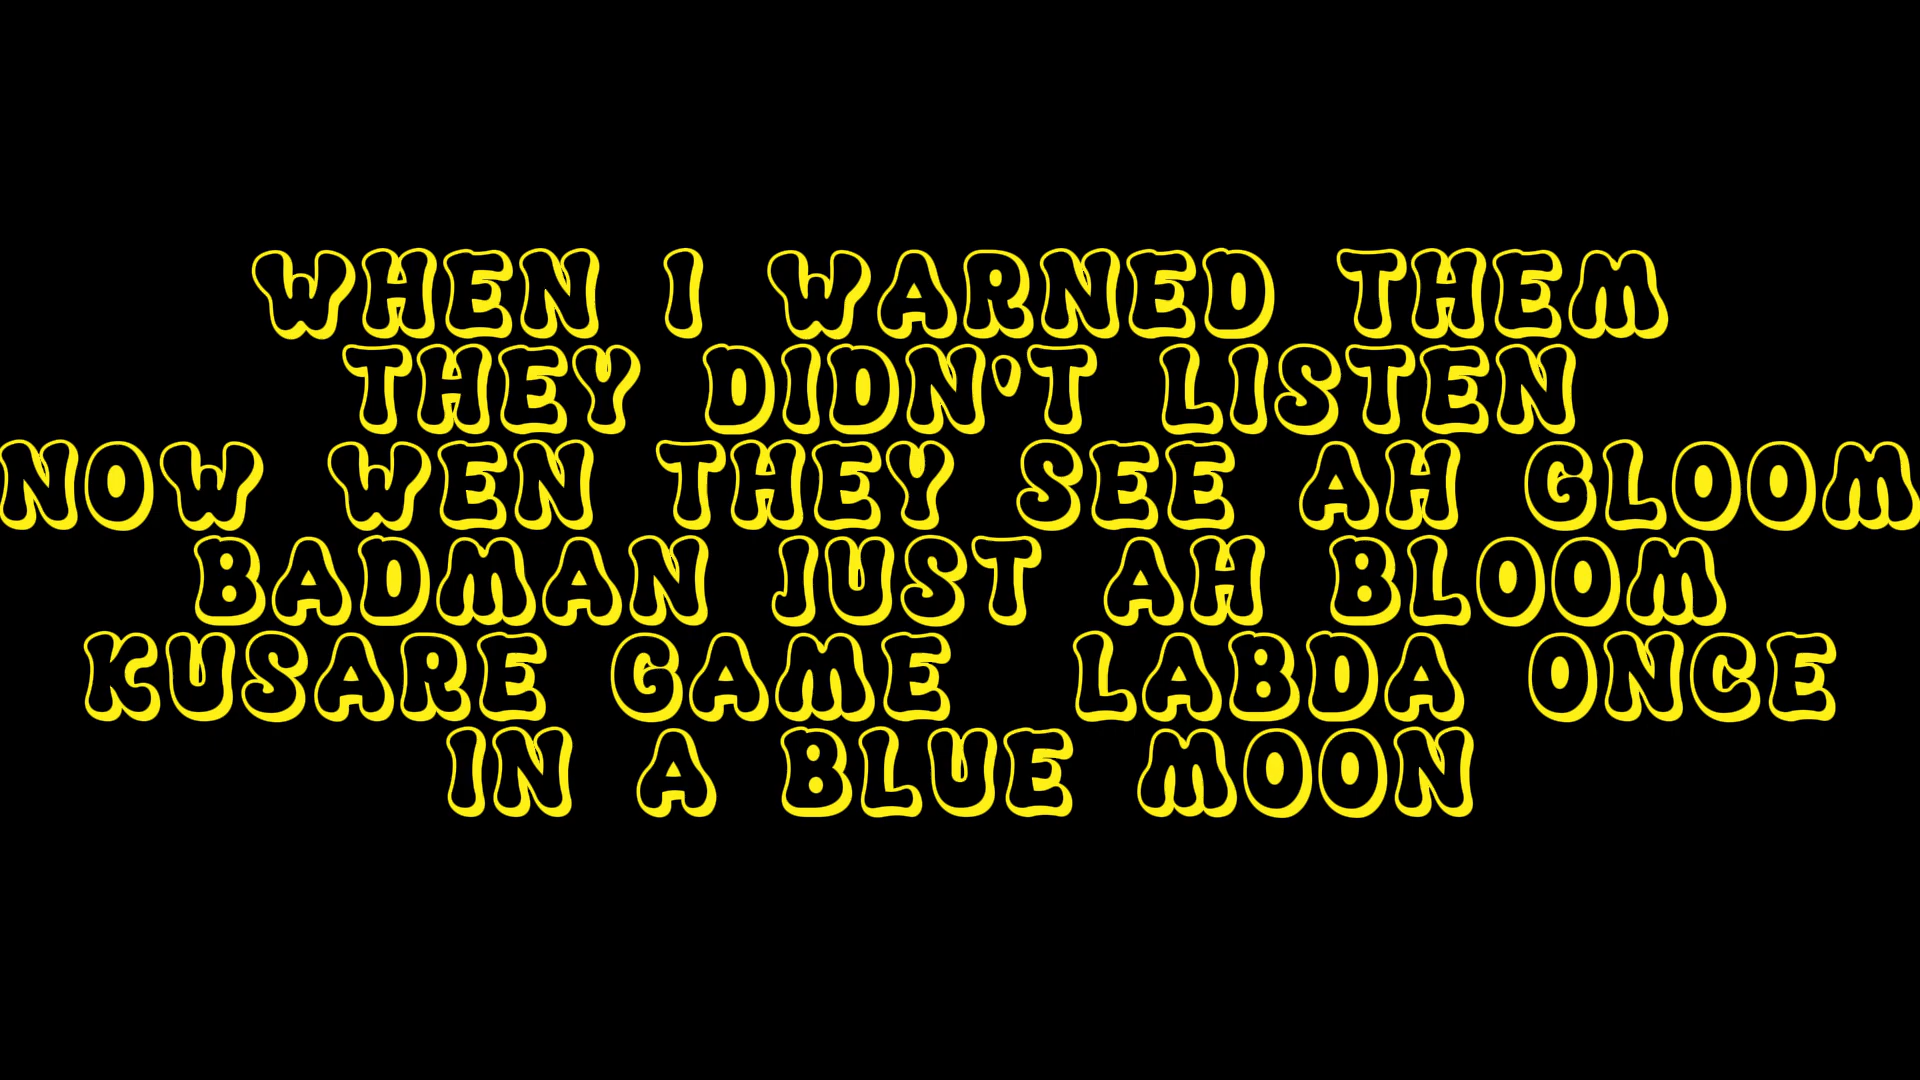 WHEN I WARNED THEM
THEY DIDN'T LISTEN
NOW WEN THEY SEE AH GLOOM
BADMAN JUST AH BLOOM
KUSARE GAME  LABDA ONCE
IN A BLUE MOON